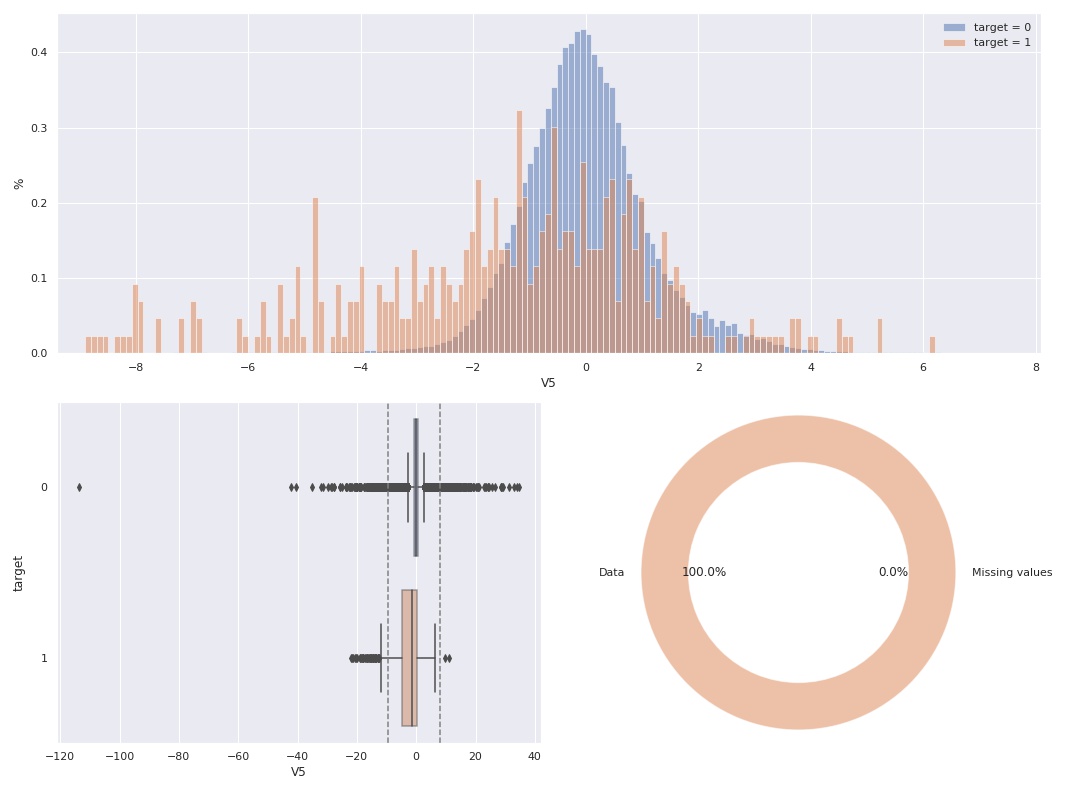 target = 0
target = 1
%
0.4
0.3
0.2
0.1
0.0
−8 −6 −4 −2 0 2 4 6 8
V5
target
0
1
−120 −100 −80 −60 −40 −20 0 20 40
V5
Data 100.0% 0.0% Missing values